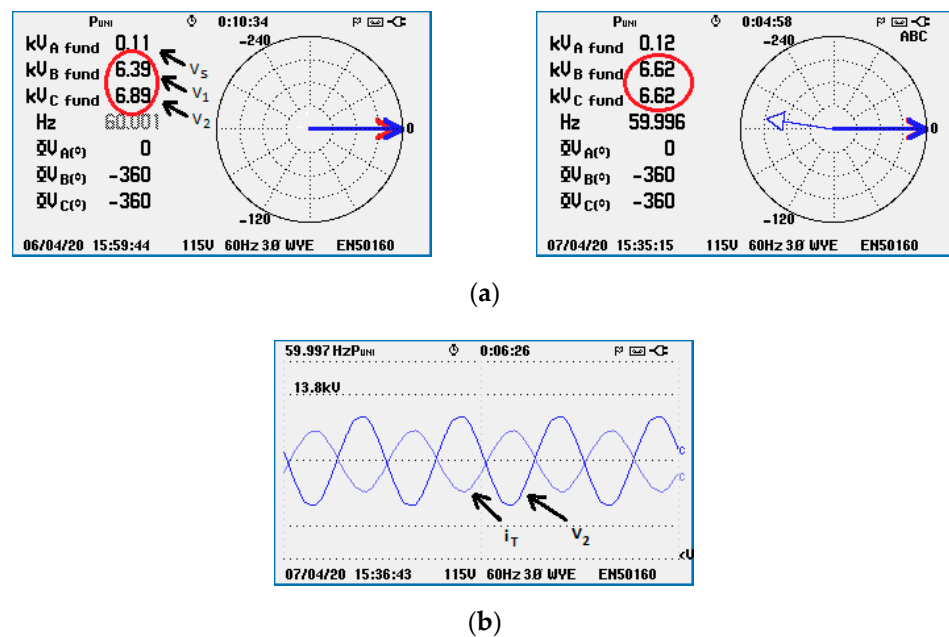 PUNI 0:10:34
kVA fund 0.11
kVB fund 6.39
kVC fund 6.89
Hz 60.001
ΦVA(°) 0
ΦVB(°) -360
ΦVC(°) -360
vs
v1
v2
-240
0
-120
06/04/20 15:59:44 115V 60Hz 3Ø WYE EN50160
PUNI 0:04:58
ABC
kVA fund 0.12
kVB fund 6.62
kVC fund 6.62
Hz 59.996
ΦVA(°) 0
ΦVB(°) -360
ΦVC(°) -360
-240
0
-120
07/04/20 15:35:15 115V 60Hz 3Ø WYE EN50160
(a)
59.997 HzPUNI 0:06:26
13.8kV
C
C
iT
V2
<U
07/04/20 15:36:43 115V 60Hz 3Ø WYE EN50160
(b)